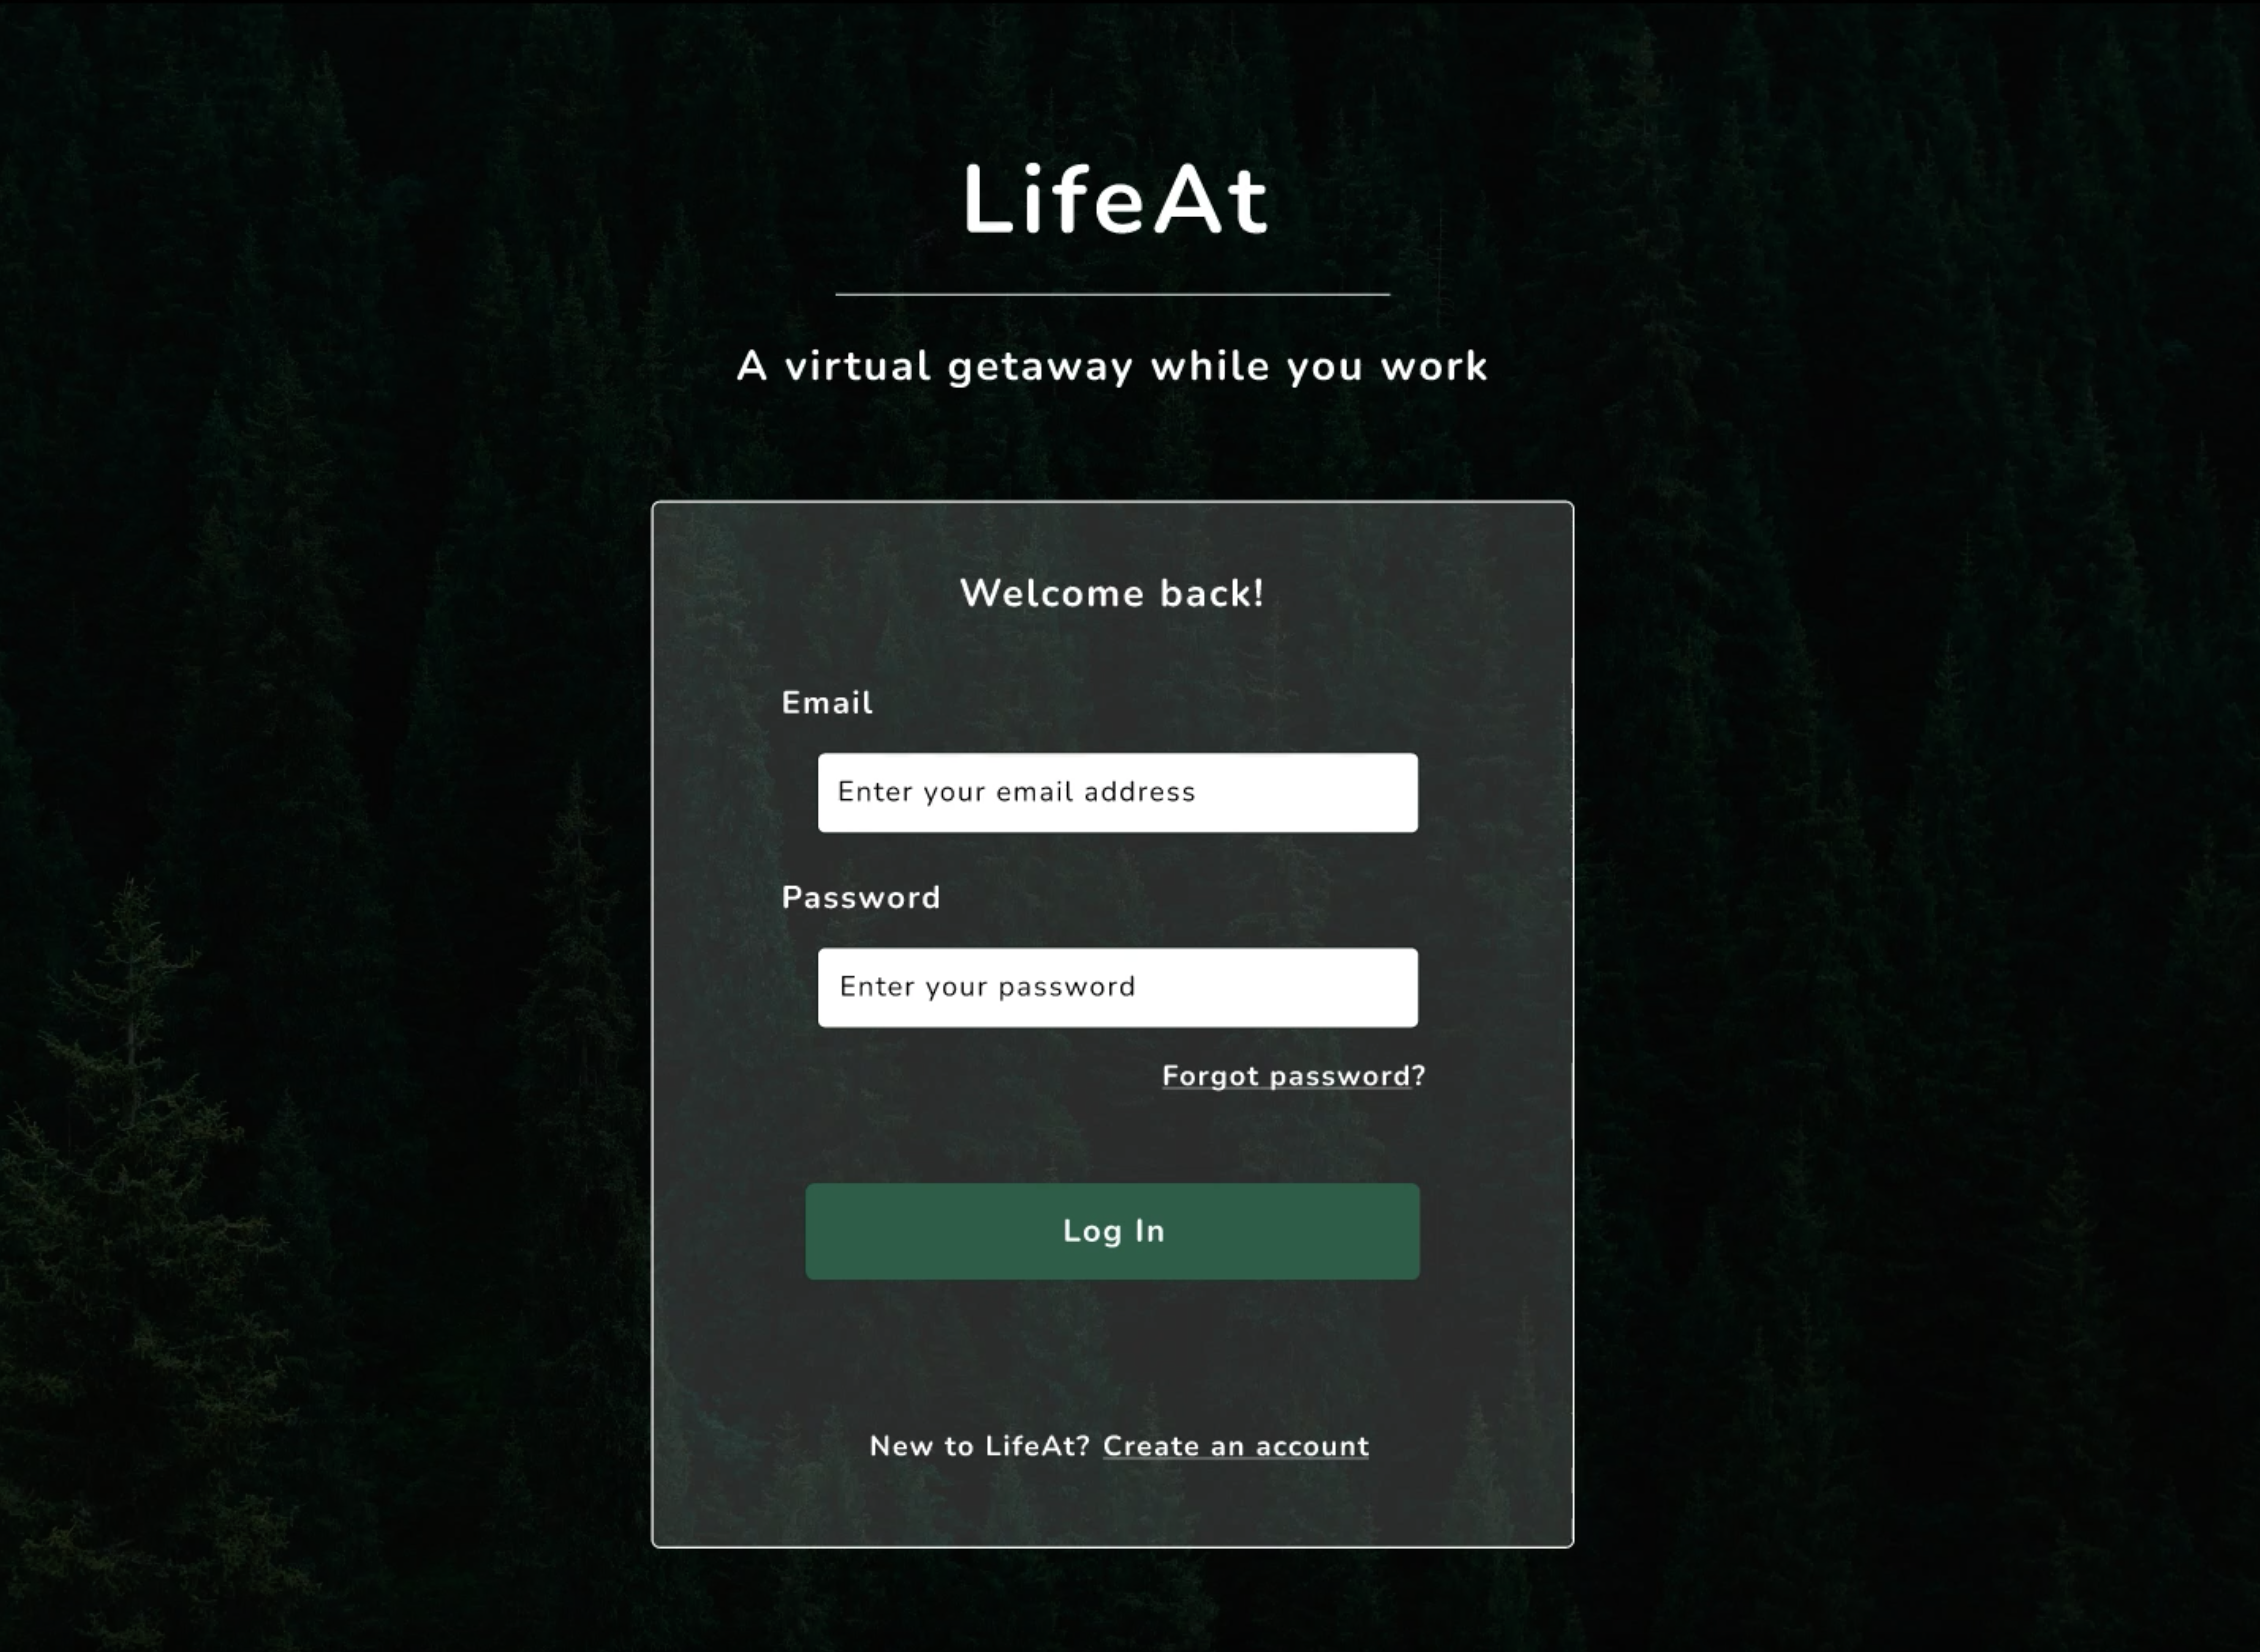 LifeAt
A virtual getaway while you work
Welcome back!
Email
Enter your email address
Password
Enter your password
Forgot password?
Log In
New to LifeAt? Create an account